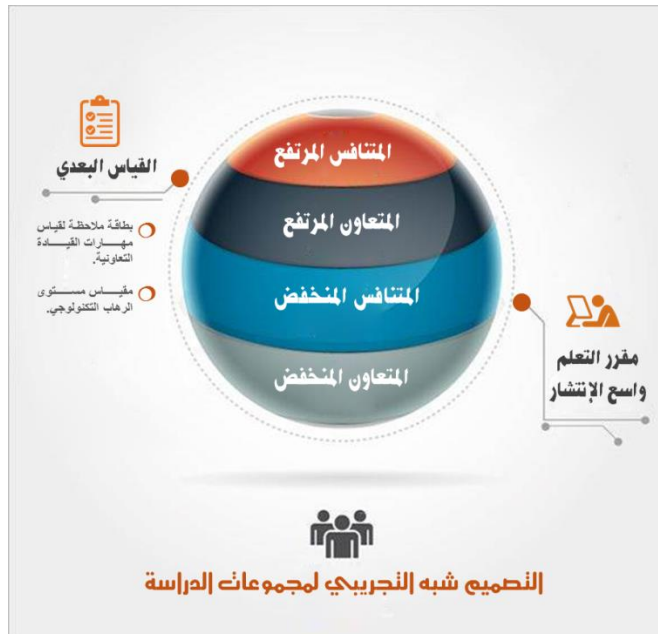 القياس البعدي
بطاقة ملاحظة لقياس
مهـــارات القيـــادة
التعاونية.
مقيـــاس مستـــوى
الرهاب التكنولوجي.
المتنافس المرتفع
المتعاون المرتفع
المتنافس المنخفض
المتعاون المنخفض
مقرر التعلم
واسع الإنتشار
التصميم شبه التجريبي لمجموعات الدراسة